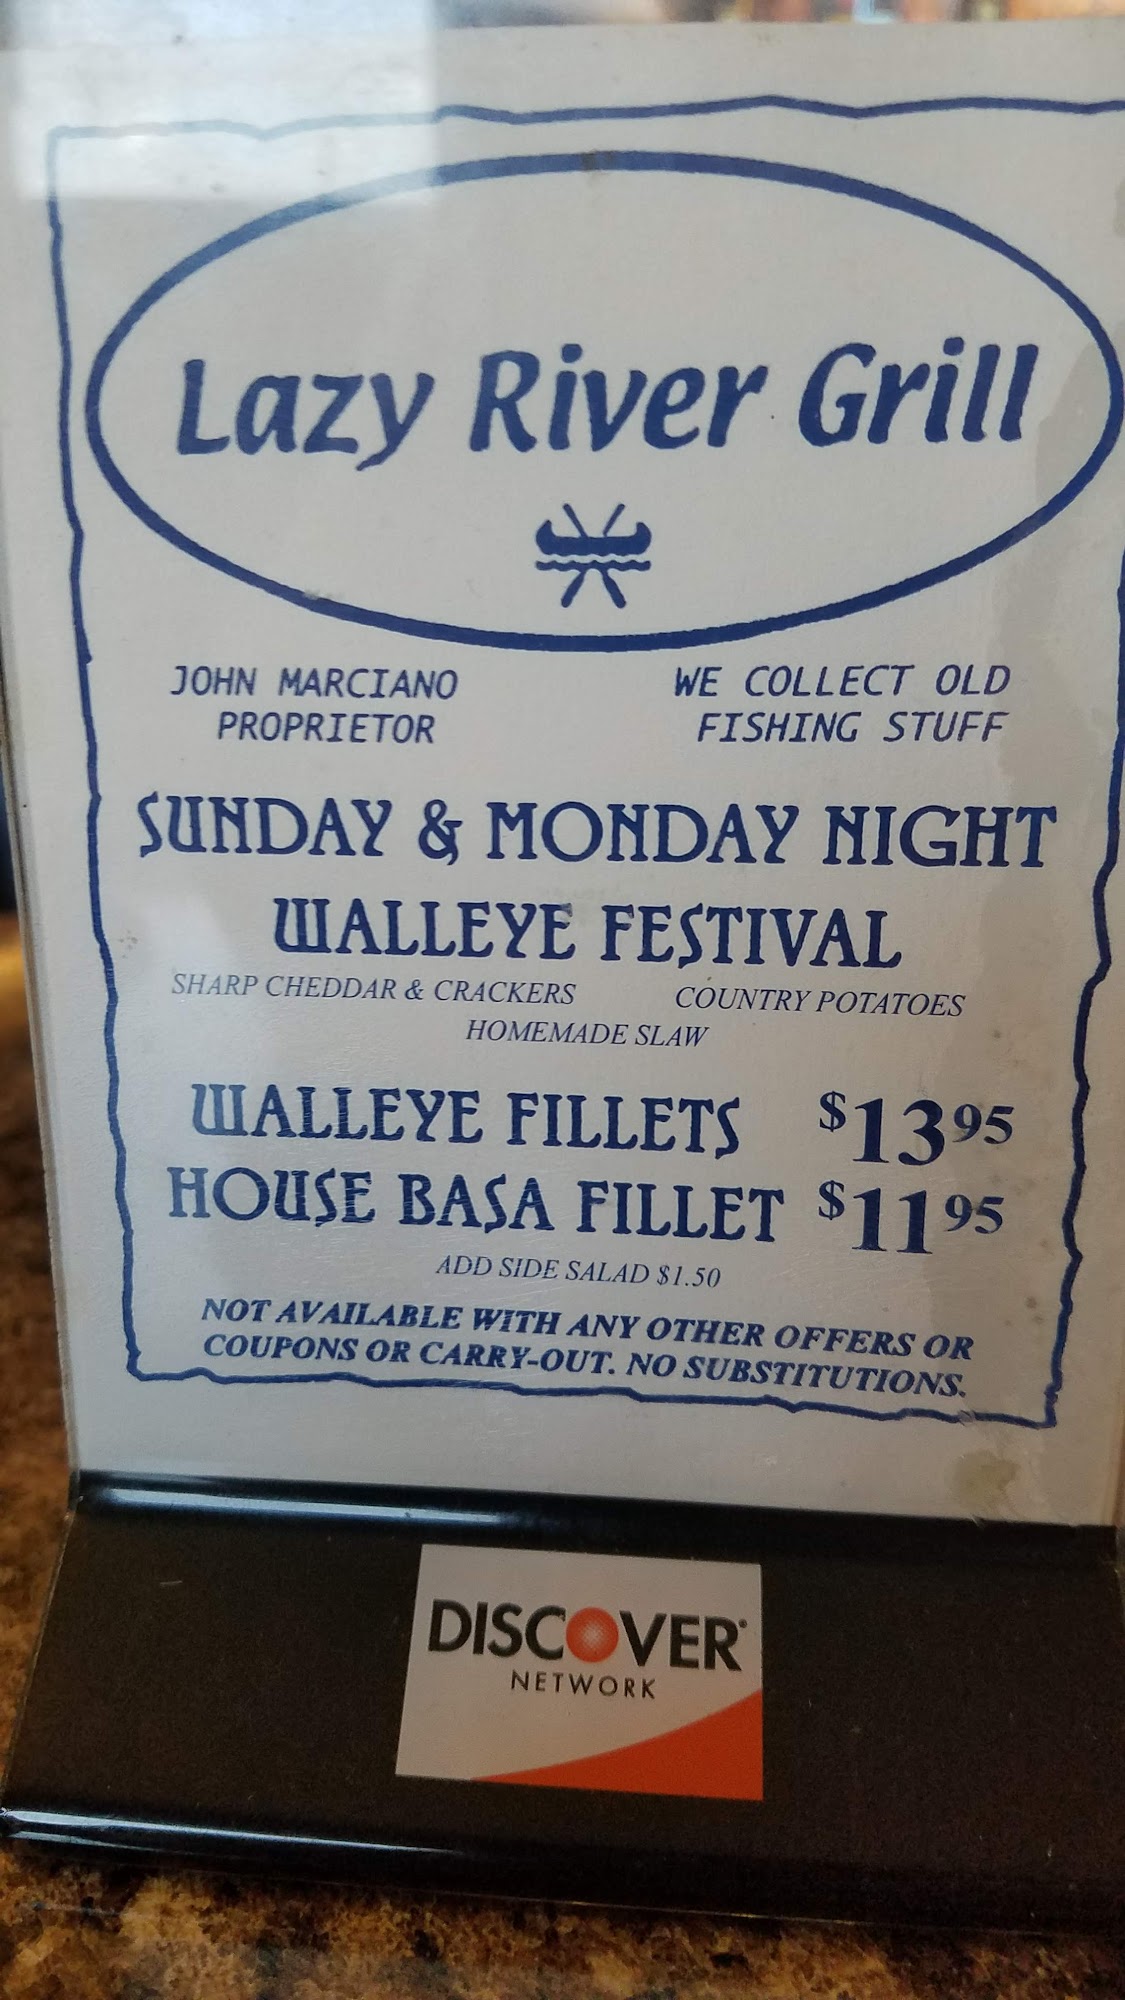 Lazy River Grill
JOHN MARCIANO
PROPRIETOR
WE COLLECT OLD
FISHING STUFF
SUNDAY & MONDAY NIGHT
WALLEYE FESTIVAL
SHARP CHEDDAR & CRACKERS COUNTRY POTATOES
HOMEMADE SLAW
WALLEYE FILLETS $13 95
HOUSE BASA FILLET $11 95
ADD SIDE SALAD $1.50
NOT AVAILABLE WITH ANY OTHER OFFERS OR
COUPONS OR CARRY-OUT. NO SUBSTITUTIONS.
DISCOVER
NETWORK